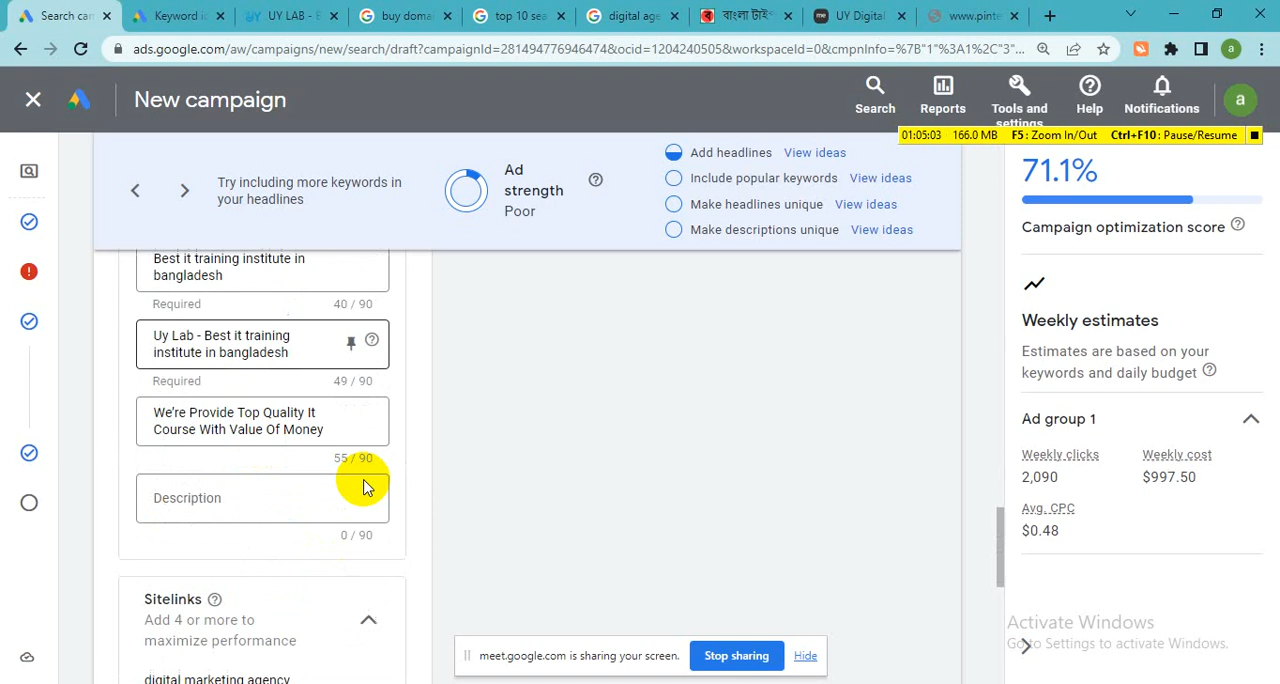 Search car
Keyword i
UY LAB - B
buy doma
top 10 sea
digital age
বাংলা টাইপ
UY Digital
www.pinte
ads.google.com/aw/campaigns/new/search/draft?campaignId=281494776946474&ocid=1204240505&workspaceId=0&cmpnInfo=%7B"1"%3A1%2C"3"...
a
New campaign
Search
Reports
Tools and
settings
Help
Notifications
a
01:05:03 166.0 MB F5 : Zoom In/Out Ctrl+F10 : Pause/Resume
Try including more keywords in
your headlines
Ad
strength
Poor
Add headlines View ideas
Include popular keywords View ideas
Make headlines unique View ideas
Make descriptions unique View ideas
71.1%
Campaign optimization score
Best it training institute in
bangladesh
Required 40 / 90
Uy Lab - Best it training
institute in bangladesh
Required 49 / 90
We're Provide Top Quality It
Course With Value Of Money
55 / 90
Description
0 / 90
Sitelinks
Add 4 or more to
maximize performance
digital marketing agency
Weekly estimates
Estimates are based on your
keywords and daily budget
Ad group 1
Weekly clicks Weekly cost
2,090 $997.50
Avg. CPC
$0.48
Activate Windows
Go to Settings to activate Windows.
meet.google.com is sharing your screen. Stop sharing Hide